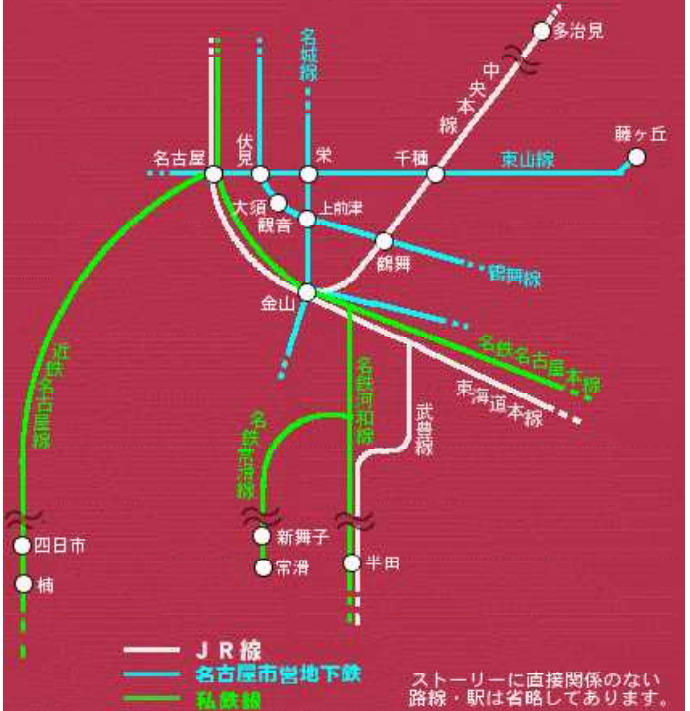 多治見
名城線
中央本線
藤ヶ丘
伏見
名古屋
栄
千種
東山線
大須
観音
上前津
鶴舞
鶴舞線
金山
近鉄名古屋線
名鉄名古屋本線
名鉄河和線
東海道本線
武豊線
名鉄常滑線
新舞子
四日市
常滑
半田
楠
JR線
名古屋市営地下鉄
私鉄線
ストーリーに直接関係のない
路線・駅は省略してあります。